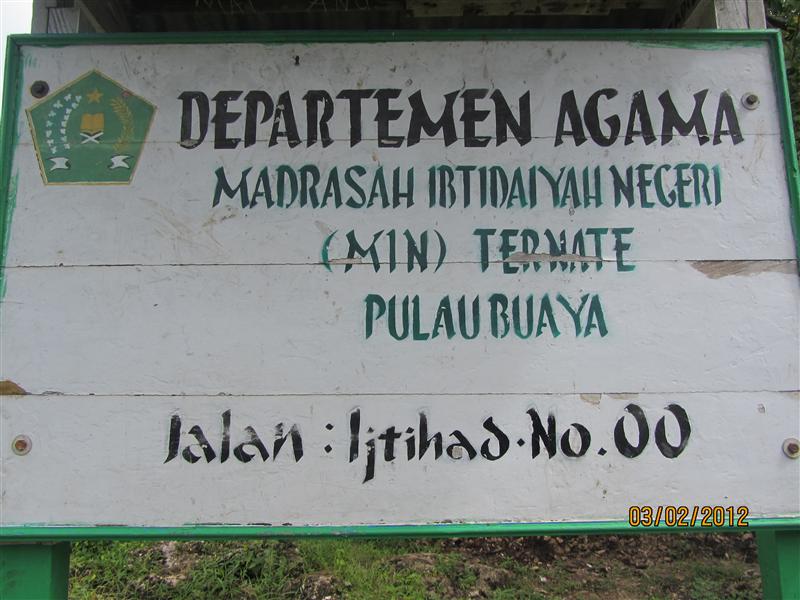 DEPARTEMEN AGAMA
MADRASAH IBTIDAIYAH NEGERI
(MIN) TERNATE
PULAU BUAYA
Jalan : Ijtihad. No. 00
03/02/2012